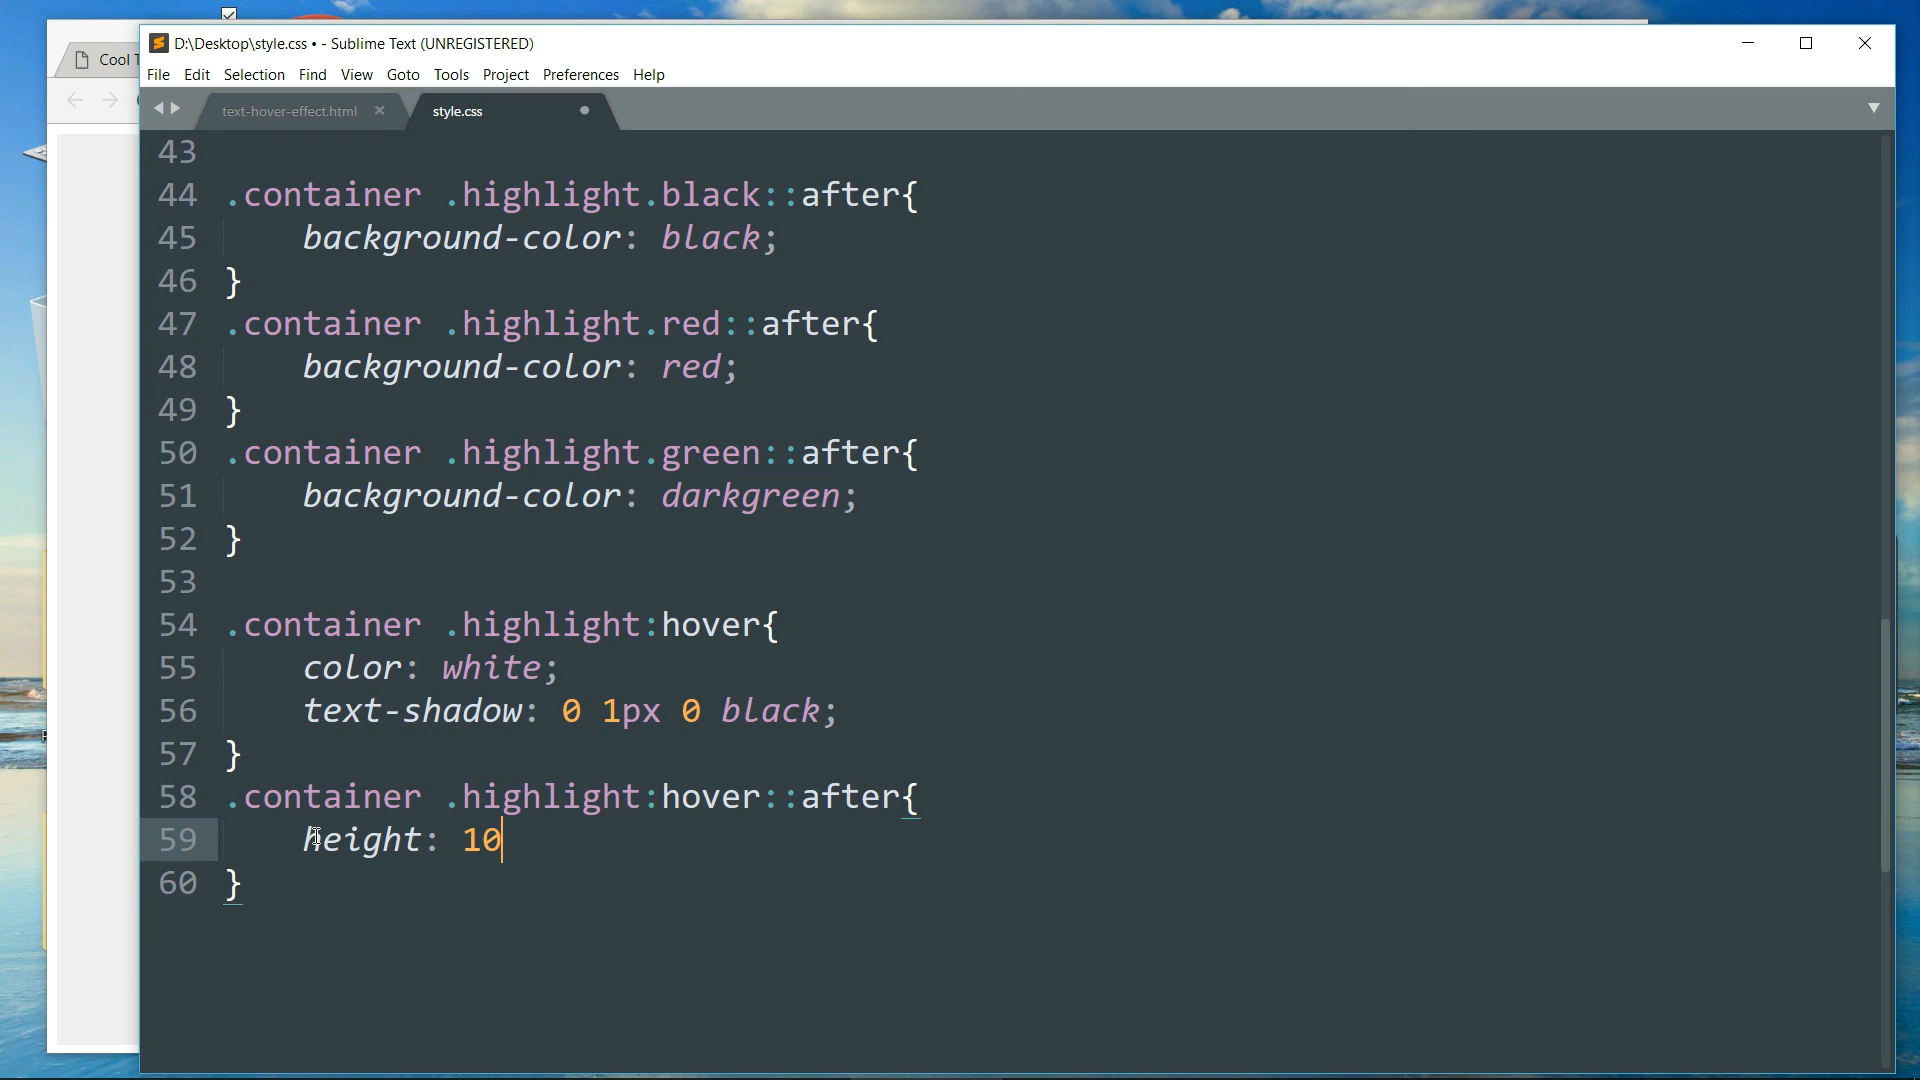 Cool T
D:\Desktop\style.css • - Sublime Text (UNREGISTERED)
File Edit Selection Find View Goto Tools Project Preferences Help
text-hover-effect.html
style.css
43
44 .container .highlight.black::after{
45 background-color: black;
46 }
47 .container .highlight.red::after{
48 background-color: red;
49 }
50 .container .highlight.green::after{
51 background-color: darkgreen;
52 }
53
54 .container .highlight:hover{
55 color: white;
56 text-shadow: 0 1px 0 black;
57 }
58 .container .highlight:hover::after{
59 height: 10
60 }